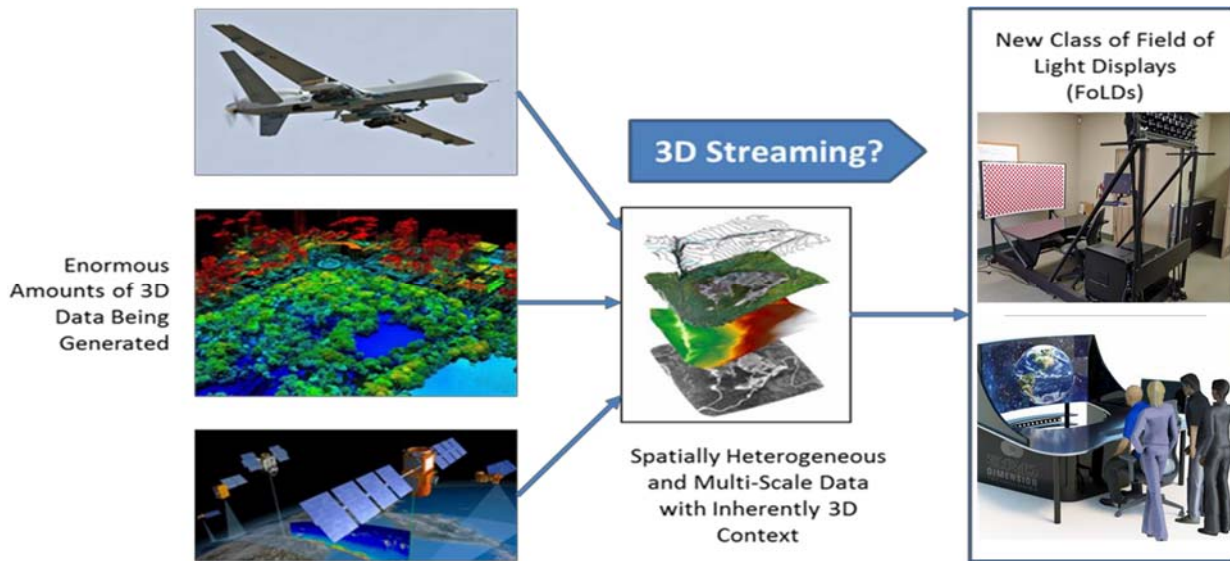 Enormous
Amounts of 3D
Data Being
Generated
3D Streaming?
Spatially Heterogeneous
and Multi-Scale Data
with Inherently 3D
Context
New Class of Field of
Light Displays
(FoLDs)
DIMENSION